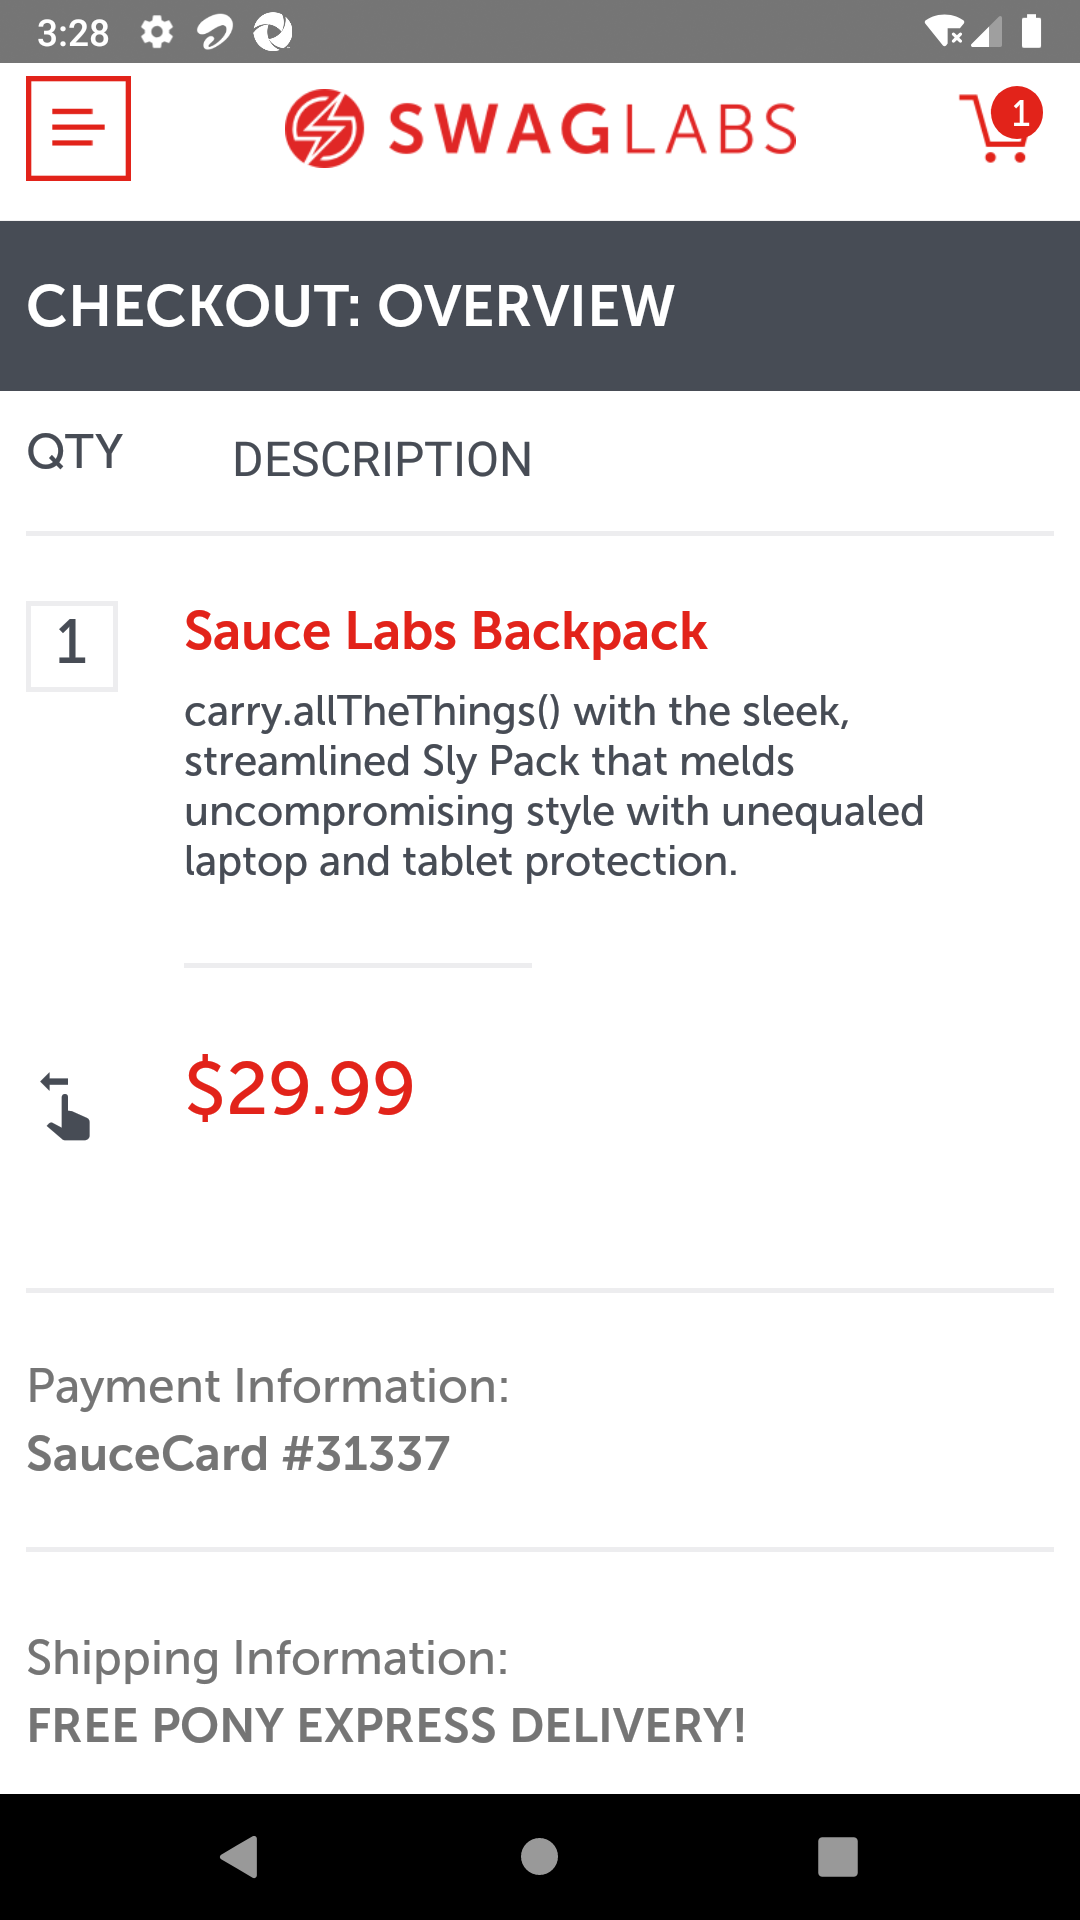 3:28
SWAGLABS
1
CHECKOUT: OVERVIEW
QTY DESCRIPTION
1
Sauce Labs Backpack
carry.allTheThings() with the sleek,
streamlined Sly Pack that melds
uncompromising style with unequaled
laptop and tablet protection.
$29.99
Payment Information:
SauceCard #31337
Shipping Information:
FREE PONY EXPRESS DELIVERY!